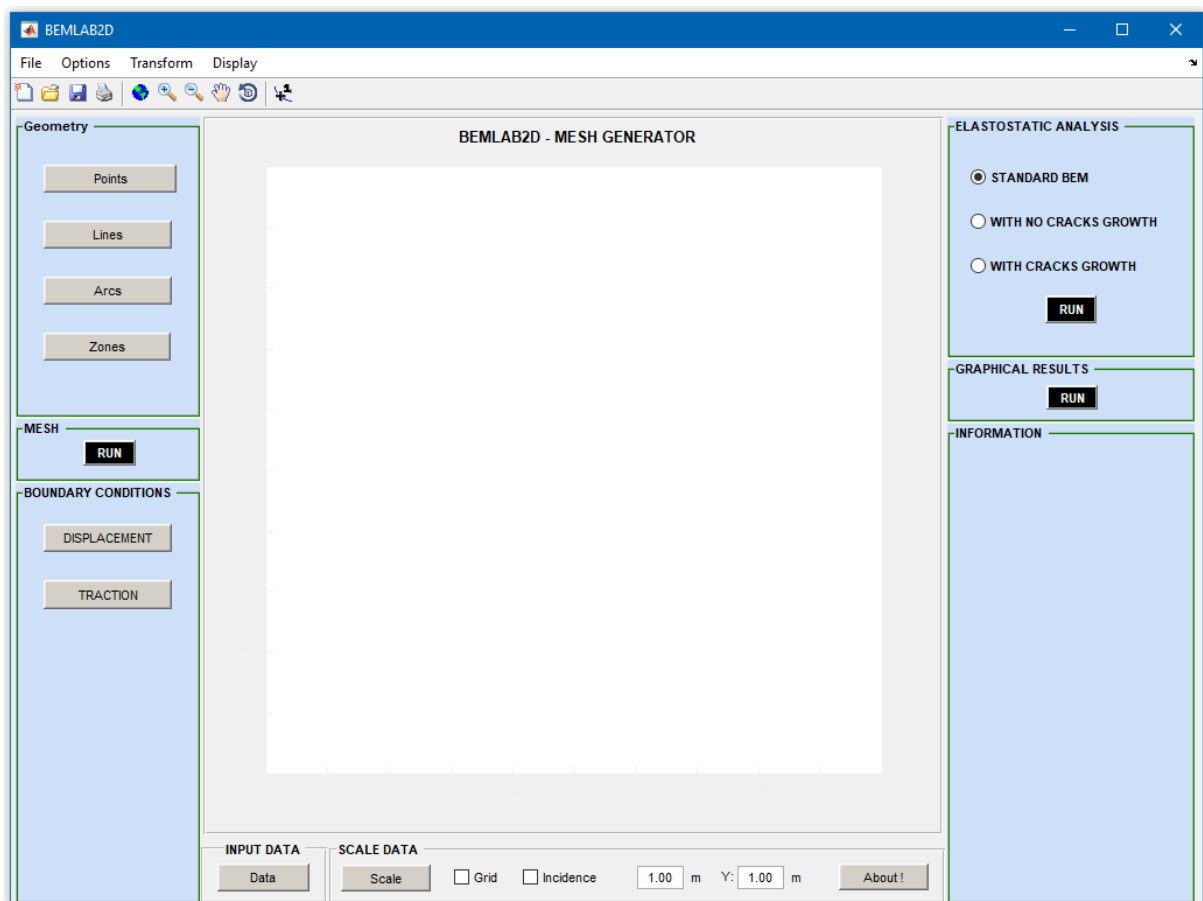 BEMLAB2D
File Options Transform Display
Geometry
Points
Lines
Arcs
Zones
MESH
RUN
BOUNDARY CONDITIONS
DISPLACEMENT
TRACTION
BEMLAB2D - MESH GENERATOR
INPUT DATA
Data
SCALE DATA
Scale Grid Incidence 1.00 m Y: 1.00 m About !
ELASTOSTATIC ANALYSIS
STANDARD BEM
WITH NO CRACKS GROWTH
WITH CRACKS GROWTH
RUN
GRAPHICAL RESULTS
RUN
INFORMATION